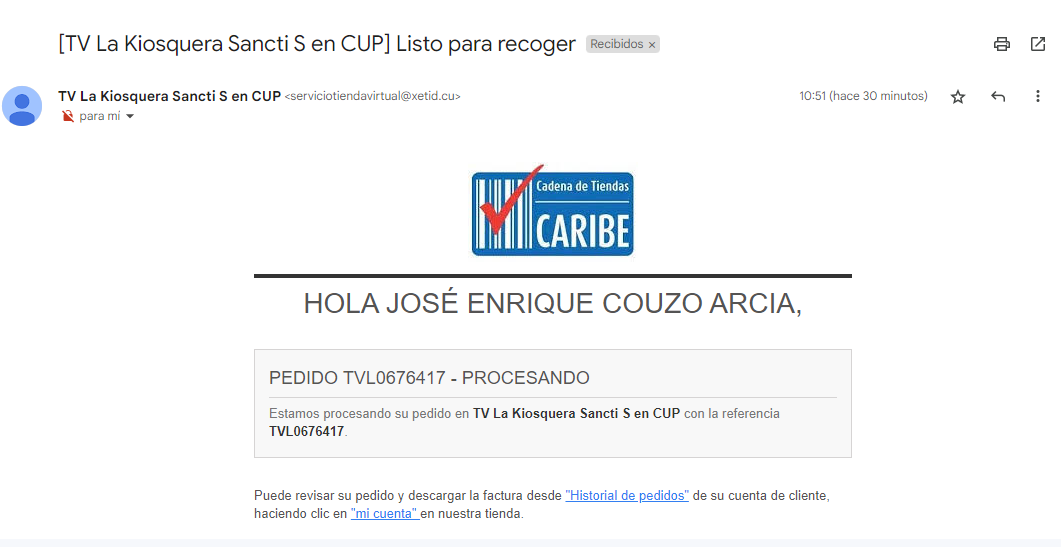 [TV La Kiosquera Sancti S en CUP] Listo para recoger Recibidos x
TV La Kiosquera Sancti S en CUP <serviciotiendavirtual@xetid.cu> 10:51 (hace 30 minutos)
para mí
Cadena de Tiendas
CARIBE
HOLA JOSÉ ENRIQUE COUZO ARCIA,
PEDIDO TVL0676417 - PROCESANDO
Estamos procesando su pedido en TV La Kiosquera Sancti S en CUP con la referencia
TVL0676417.
Puede revisar su pedido y descargar la factura desde "Historial de pedidos" de su cuenta de cliente,
haciendo clic en "mi cuenta" en nuestra tienda.